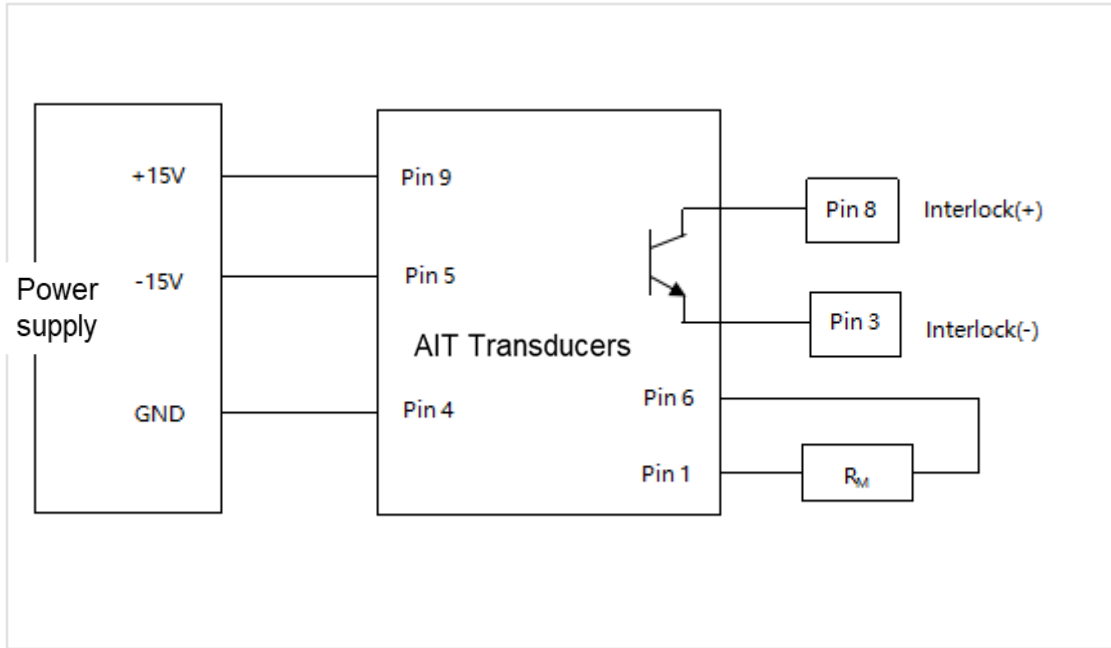 +15V
Pin 9
Pin 8
Interlock(+)
-15V
Pin 5
Power
supply
Pin 3
Interlock(-)
AIT Transducers
Pin 6
GND
Pin 4
Pin 1
RM